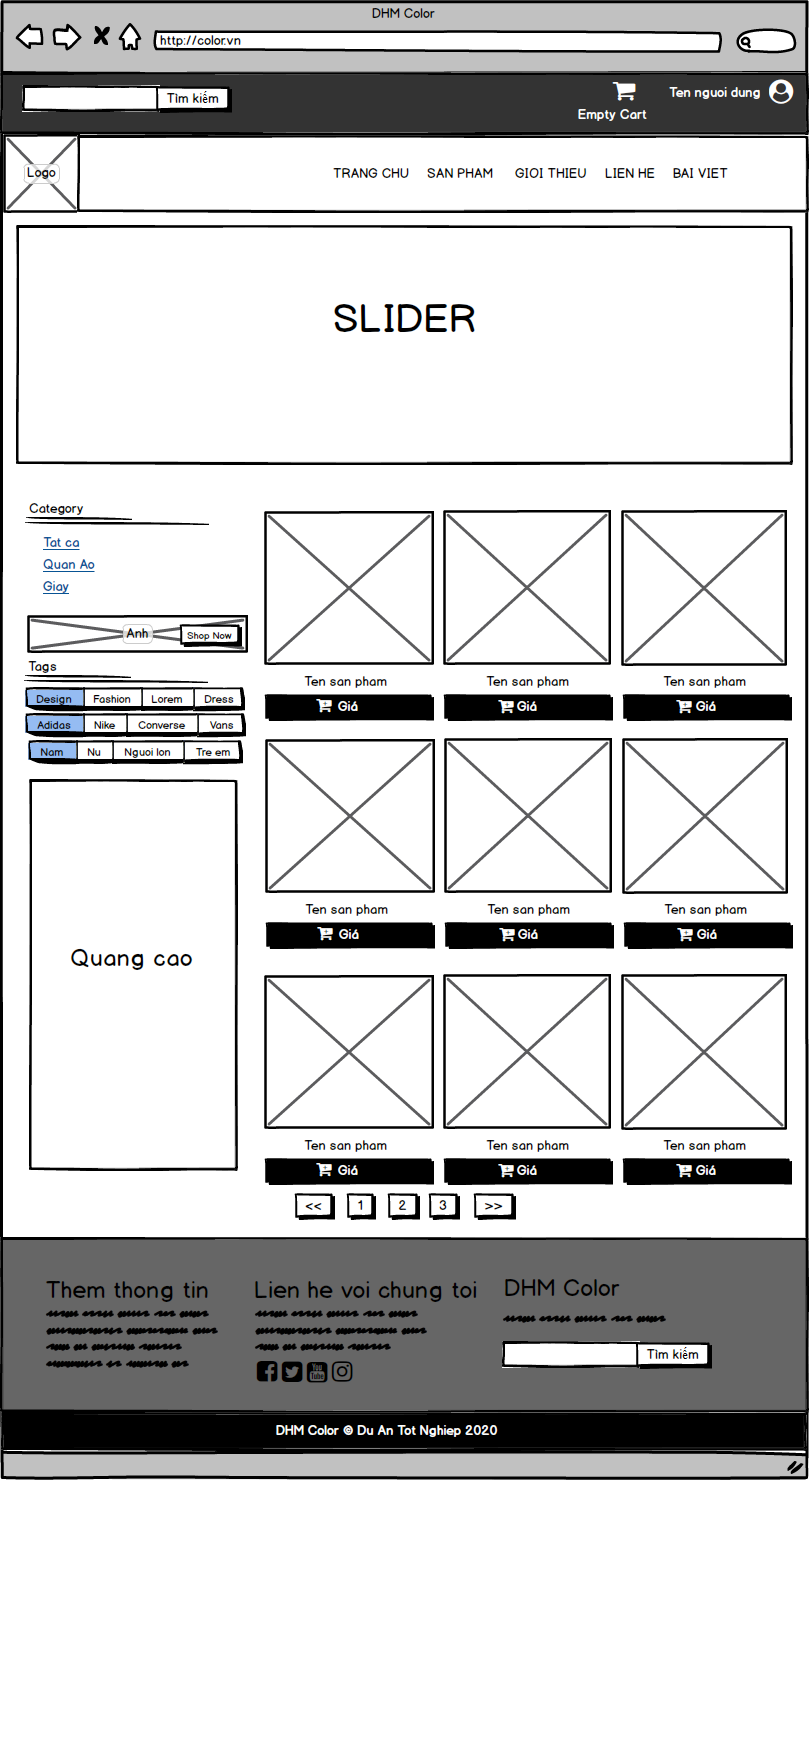 DHM Color
http://color.vn
Tìm kiếm
Empty Cart
Ten nguoi dung
Logo
TRANG CHU SAN PHAM GIOI THIEU LIEN HE BAI VIET
SLIDER
Category
Tat ca
Quan Ao
Giay
Anh
Shop Now
Tags
Design Fashion Lorem Dress
Adidas Nike Converse Vans
Nam Nu Nguoi lon Tre em
Quang cao
Ten san pham Ten san pham Ten san pham
Giá Giá Giá
Ten san pham Ten san pham Ten san pham
Giá Giá Giá
Ten san pham Ten san pham Ten san pham
Giá Giá Giá
<< 1 2 3 >>
Them thong tin
Lien he voi chung toi
You
Tube
DHM Color
Tìm kiếm
DHM Color © Du An Tot Nghiep 2020